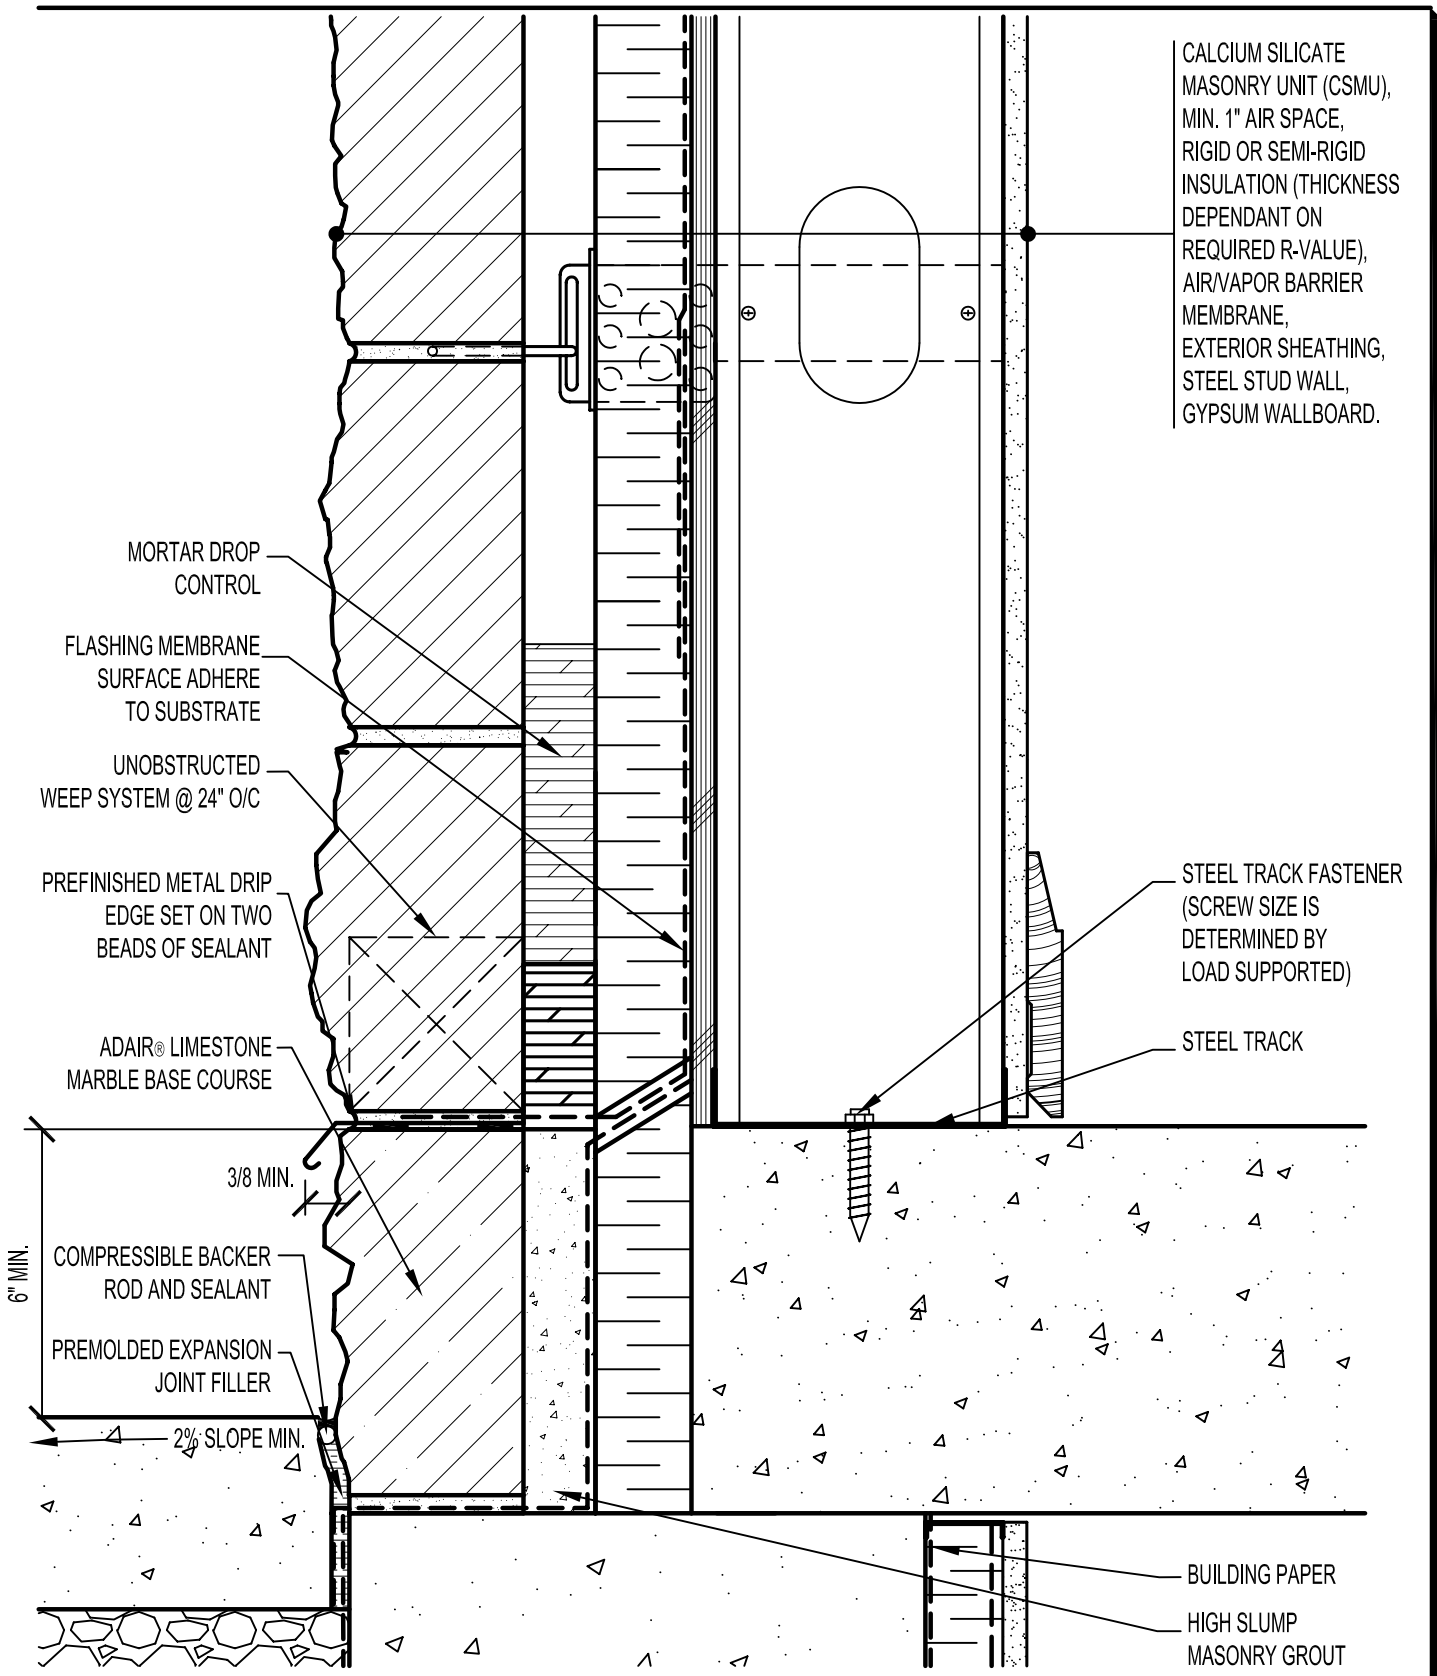 CALCIUM SILICATE
MASONRY UNIT (CSMU),
MIN. 1" AIR SPACE,
RIGID OR SEMI-RIGID
INSULATION (THICKNESS
DEPENDANT ON
REQUIRED R-VALUE),
AIR/VAPOR BARRIER
MEMBRANE,
EXTERIOR SHEATHING,
STEEL STUD WALL,
GYPSUM WALLBOARD.
MORTAR DROP
CONTROL
FLASHING MEMBRANE
SURFACE ADHERE
TO SUBSTRATE
UNOBSTRUCTED
WEEP SYSTEM @ 24" O/C
PREFINISHED METAL DRIP
EDGE SET ON TWO
BEADS OF SEALANT
ADAIR® LIMESTONE
MARBLE BASE COURSE
3/8 MIN.
6" MIN.
COMPRESSIBLE BACKER
ROD AND SEALANT
PREMOLDED EXPANSION
JOINT FILLER
2% SLOPE MIN.
STEEL TRACK FASTENER
(SCREW SIZE IS
DETERMINED BY
LOAD SUPPORTED)
STEEL TRACK
BUILDING PAPER
HIGH SLUMP
MASONRY GROUT